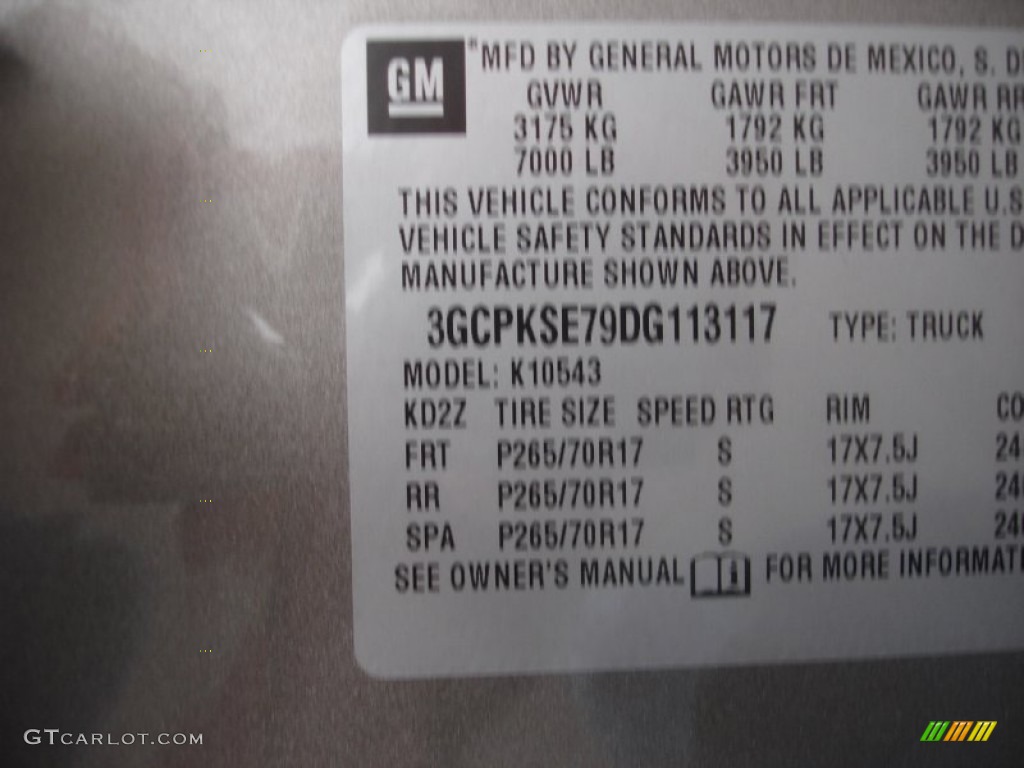 GM
*MFD BY GENERAL MOTORS DE MEXICO, S. DE
GVWR GAWR FRT GAWR RR
3175 KG 1792 KG 1792 KG
7000 LB 3950 LB 3950 LB
THIS VEHICLE CONFORMS TO ALL APPLICABLE U.S
VEHICLE SAFETY STANDARDS IN EFFECT ON THE D
MANUFACTURE SHOWN ABOVE.
3GCPKSE79DG113117 TYPE: TRUCK
MODEL: K10543
KD2Z TIRE SIZE SPEED RTG RIM CO
FRT P265/70R17 S 17X7.5J 24
RR P265/70R17 S 17X7.5J 24
SPA P265/70R17 S 17X7.5J 24
SEE OWNER'S MANUAL FOR MORE INFORMATI
GTCARLOT.COM